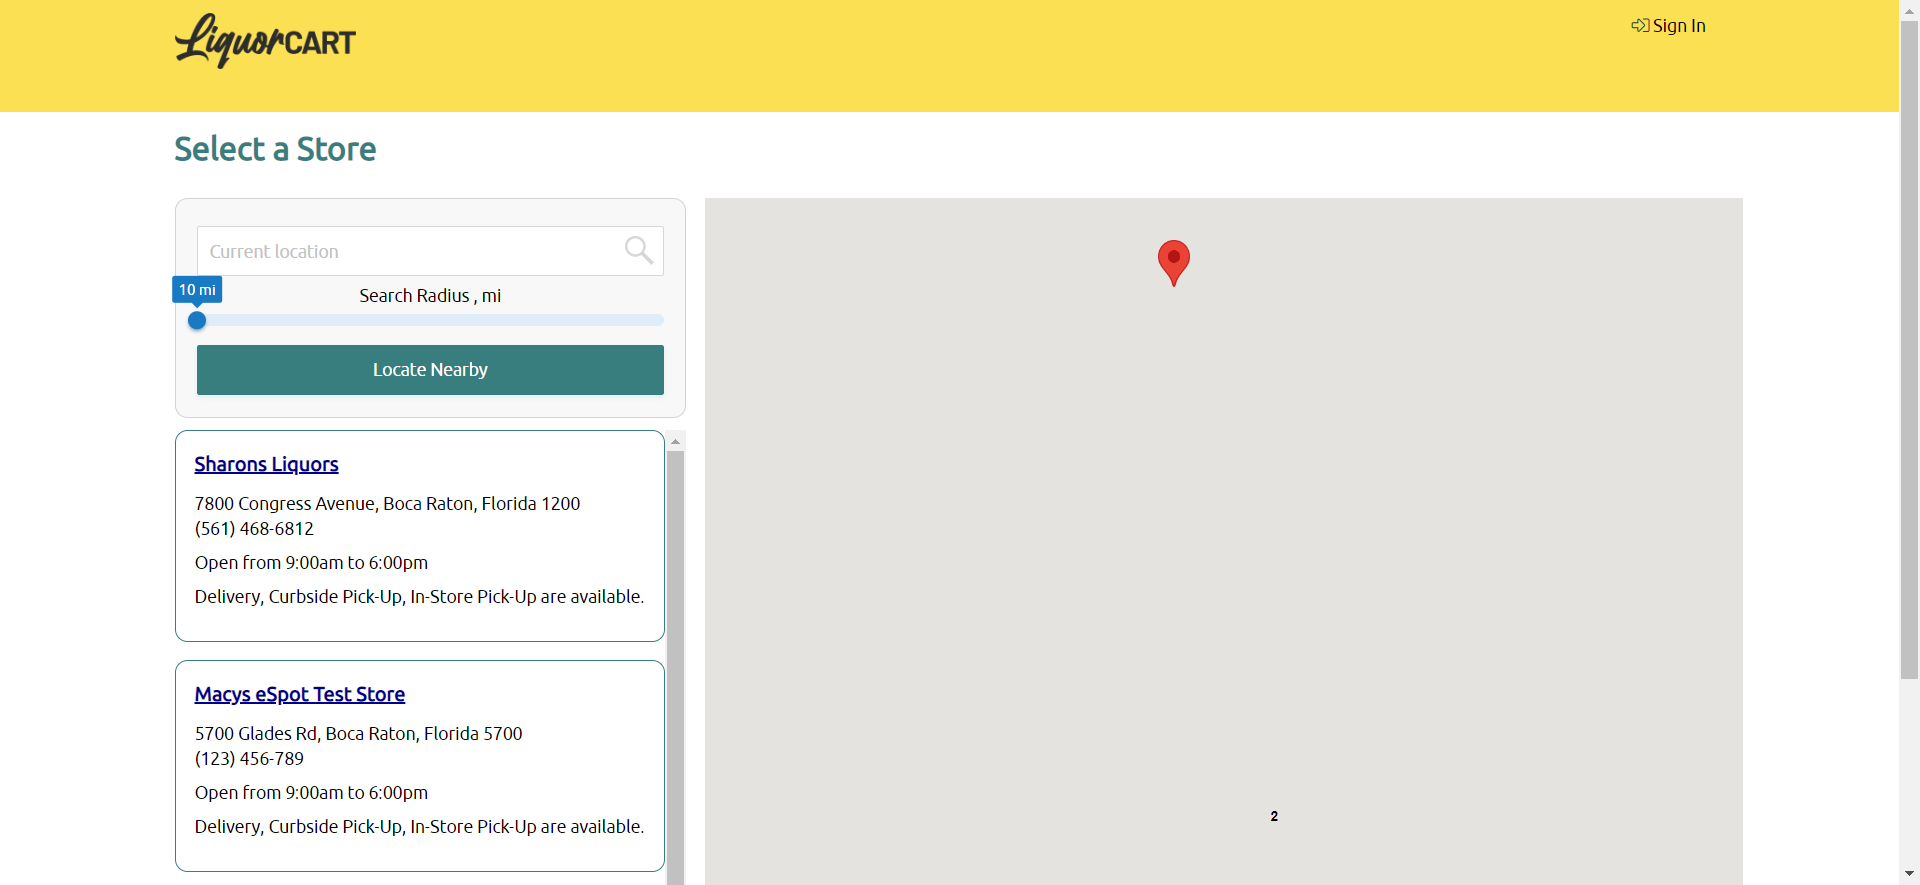 LiquorCART
Sign In
Select a Store
Current location
10 mi
Search Radius , mi
Locate Nearby
Sharons Liquors
7800 Congress Avenue, Boca Raton, Florida 1200
(561) 468-6812
Open from 9:00am to 6:00pm
Delivery, Curbside Pick-Up, In-Store Pick-Up are available.
Macys eSpot Test Store
5700 Glades Rd, Boca Raton, Florida 5700
(123) 456-789
Open from 9:00am to 6:00pm
Delivery, Curbside Pick-Up, In-Store Pick-Up are available.
2